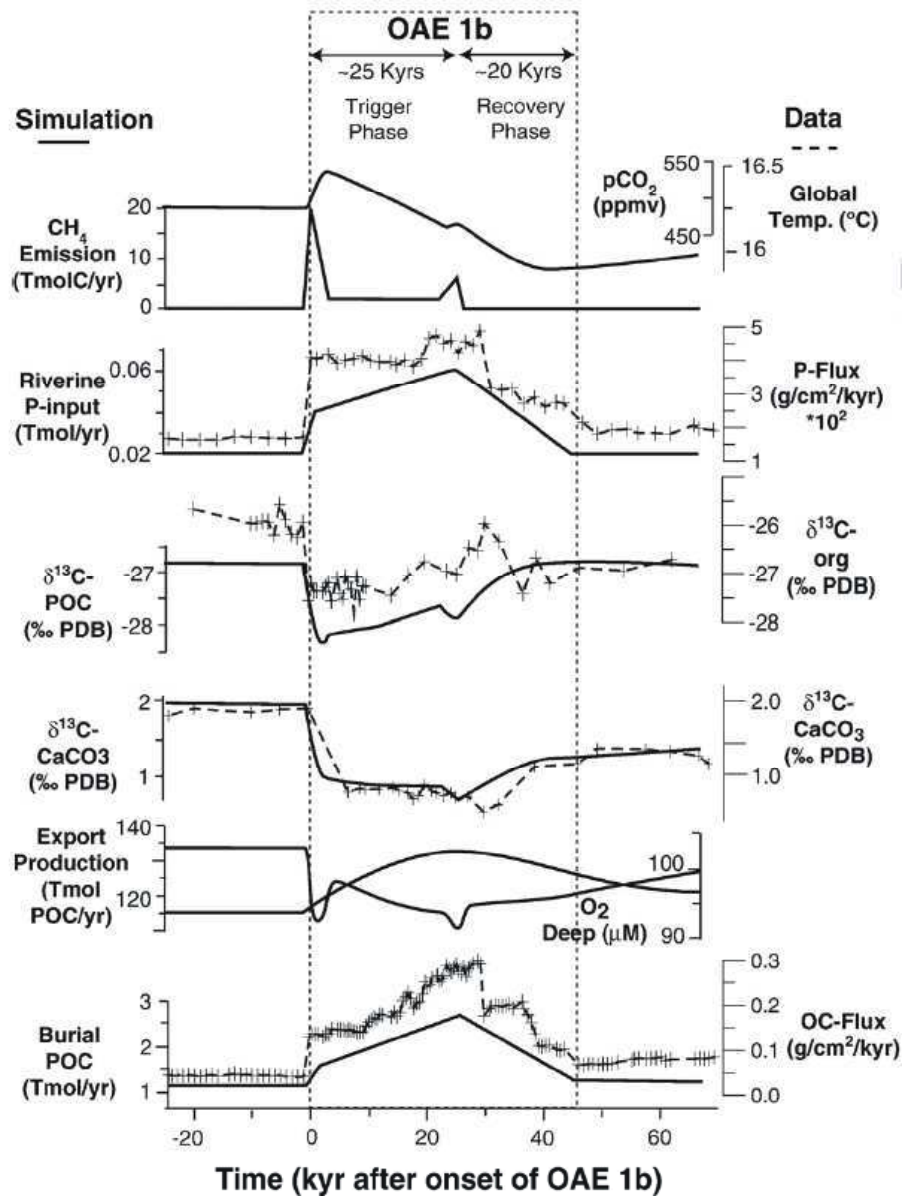 OAE 1b
~25 Kyrs
~20 Kyrs
Trigger
Phase
Recovery
Phase
Simulation
Data
CH4
Emission
(TmolC/yr)
20
10
0
pCO2
(ppmv)
550
450
16.5
16
Global
Temp. (°C)
Riverine
P-input
(Tmol/yr)
0.06
0.02
5
3
1
P-Flux
(g/cm²/kyr)
*10²
δ¹³C-
POC
(‰ PDB)
-27
-28
-26
-27
-28
δ¹³C-
org
(‰ PDB)
δ¹³C-
CaCO3
(‰ PDB)
2
1
2.0
1.0
δ¹³C-
CaCO3
(‰ PDB)
Export
Production
(Tmol
POC/yr)
140
120
O2
Deep (µM)
100
90
Burial
POC
(Tmol/yr)
3
2
1
0.3
0.2
0.1
0.0
OC-Flux
(g/cm²/kyr)
-20
0
20
40
60
Time (kyr after onset of OAE 1b)